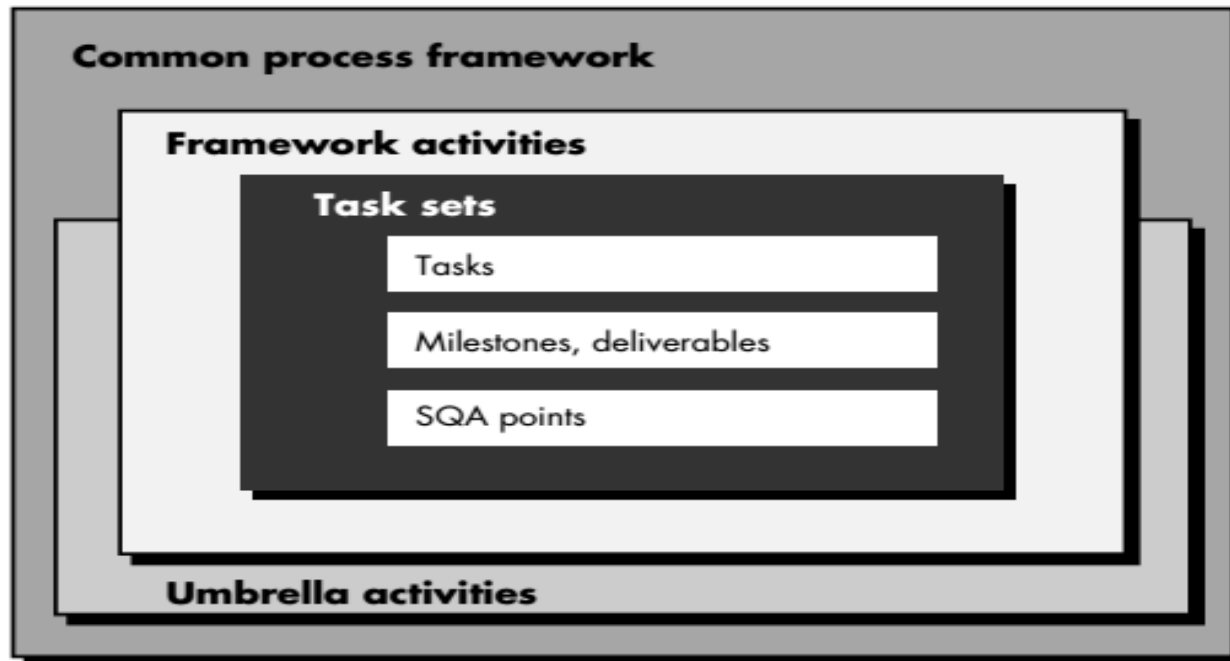 Common process framework
Framework activities
Task sets
Tasks
Milestones, deliverables
SQA points
Umbrella activities